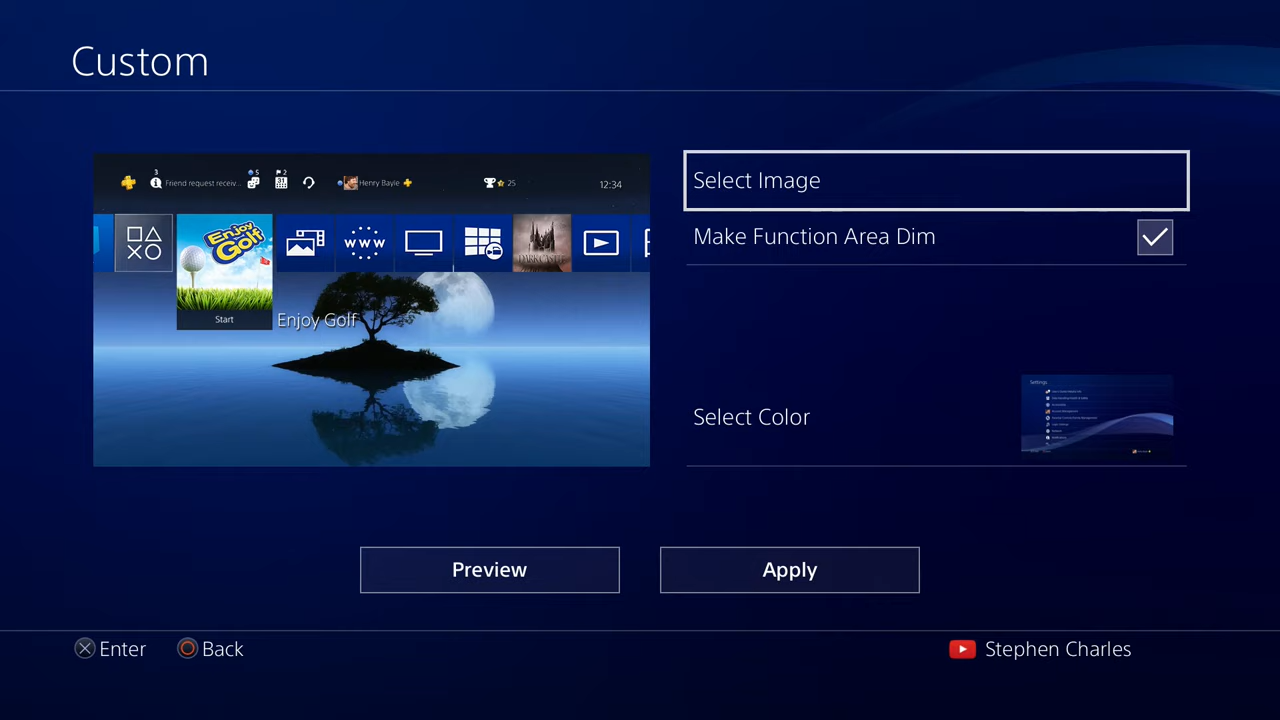 Custom
3
Friend request receiv...
5
2
Henry Bayle
25
12:34
Enjoy
Golf
Start
Enjoy Golf
WWW
Select Image
Make Function Area Dim
Select Color
Settings
Preview
Apply
Enter
Back
Stephen Charles